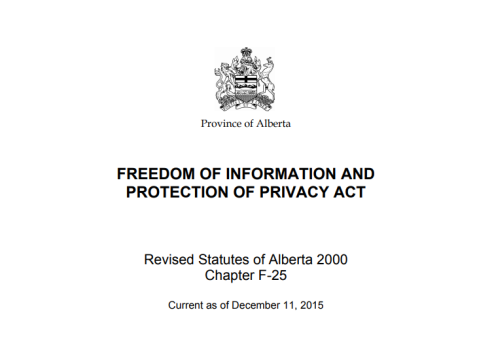 Province of Alberta
FREEDOM OF INFORMATION AND
PROTECTION OF PRIVACY ACT
Revised Statutes of Alberta 2000
Chapter F-25
Current as of December 11, 2015